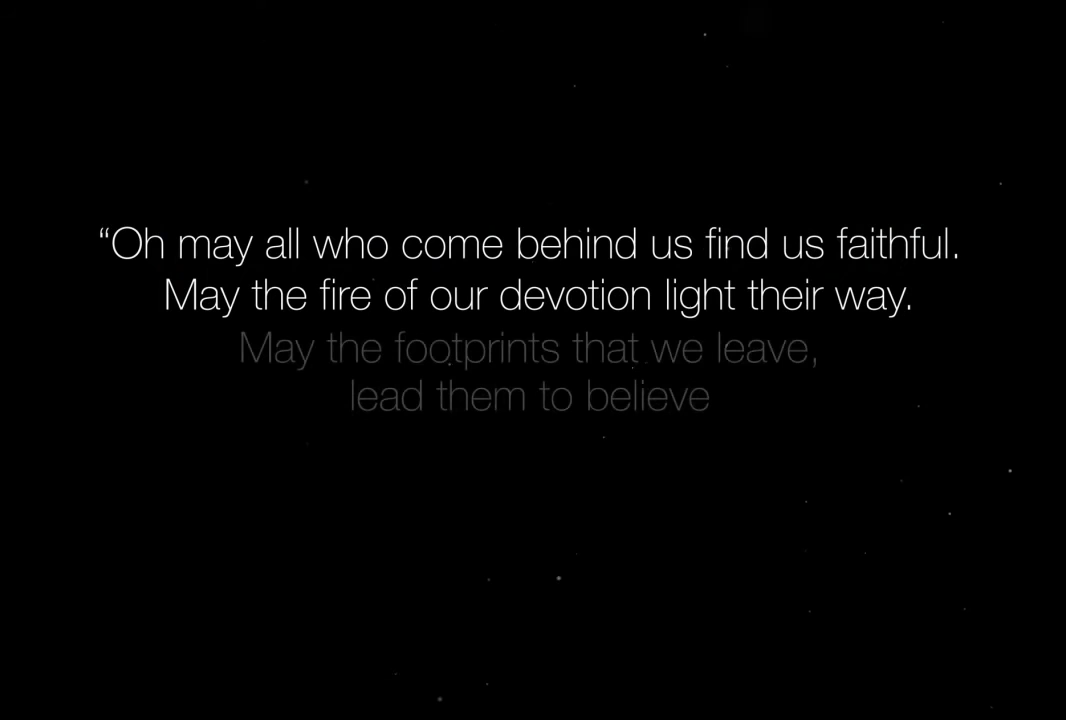 “Oh may all who come behind us find us faithful.
May the fire of our devotion light their way.
May the footprints that we leave,
lead them to believe